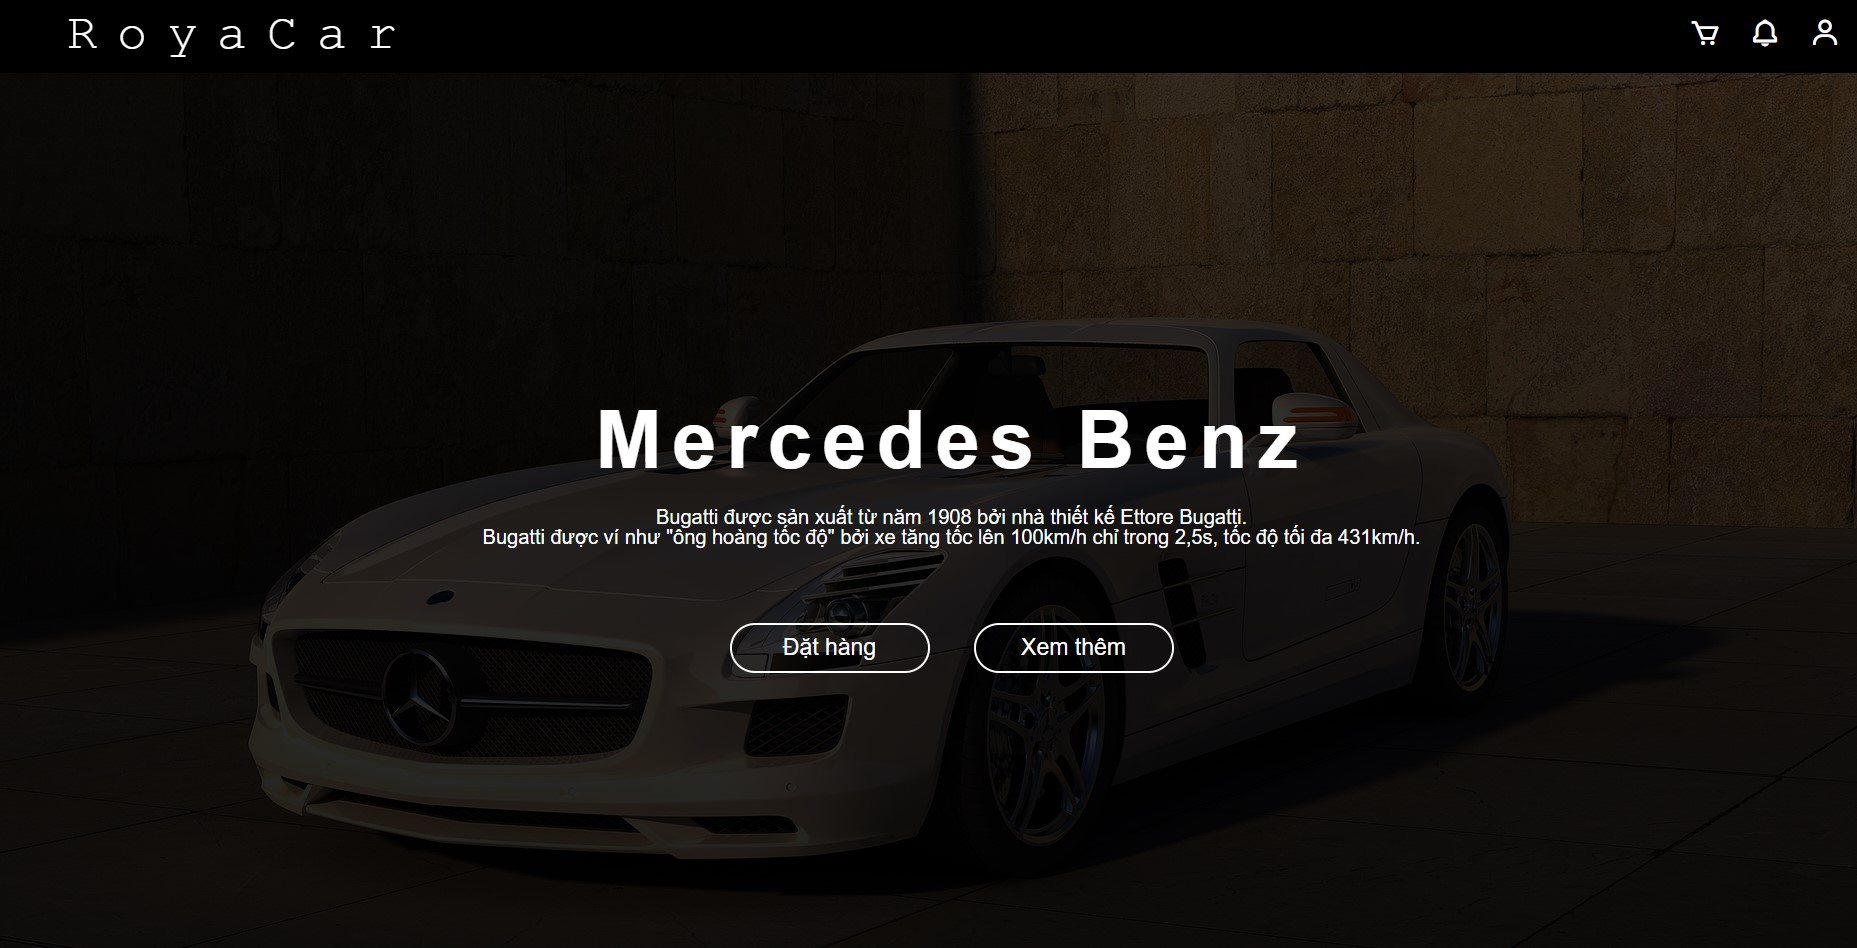 RoyaCar
Mercedes Benz
Bugatti được sản xuất từ năm 1908 bởi nhà thiết kế Ettore Bugatti.
Bugatti được ví như "ông hoàng tốc độ" bởi xe tăng tốc lên 100km/h chỉ trong 2,5s, tốc độ tối đa 431km/h.
Đặt hàng
Xem thêm